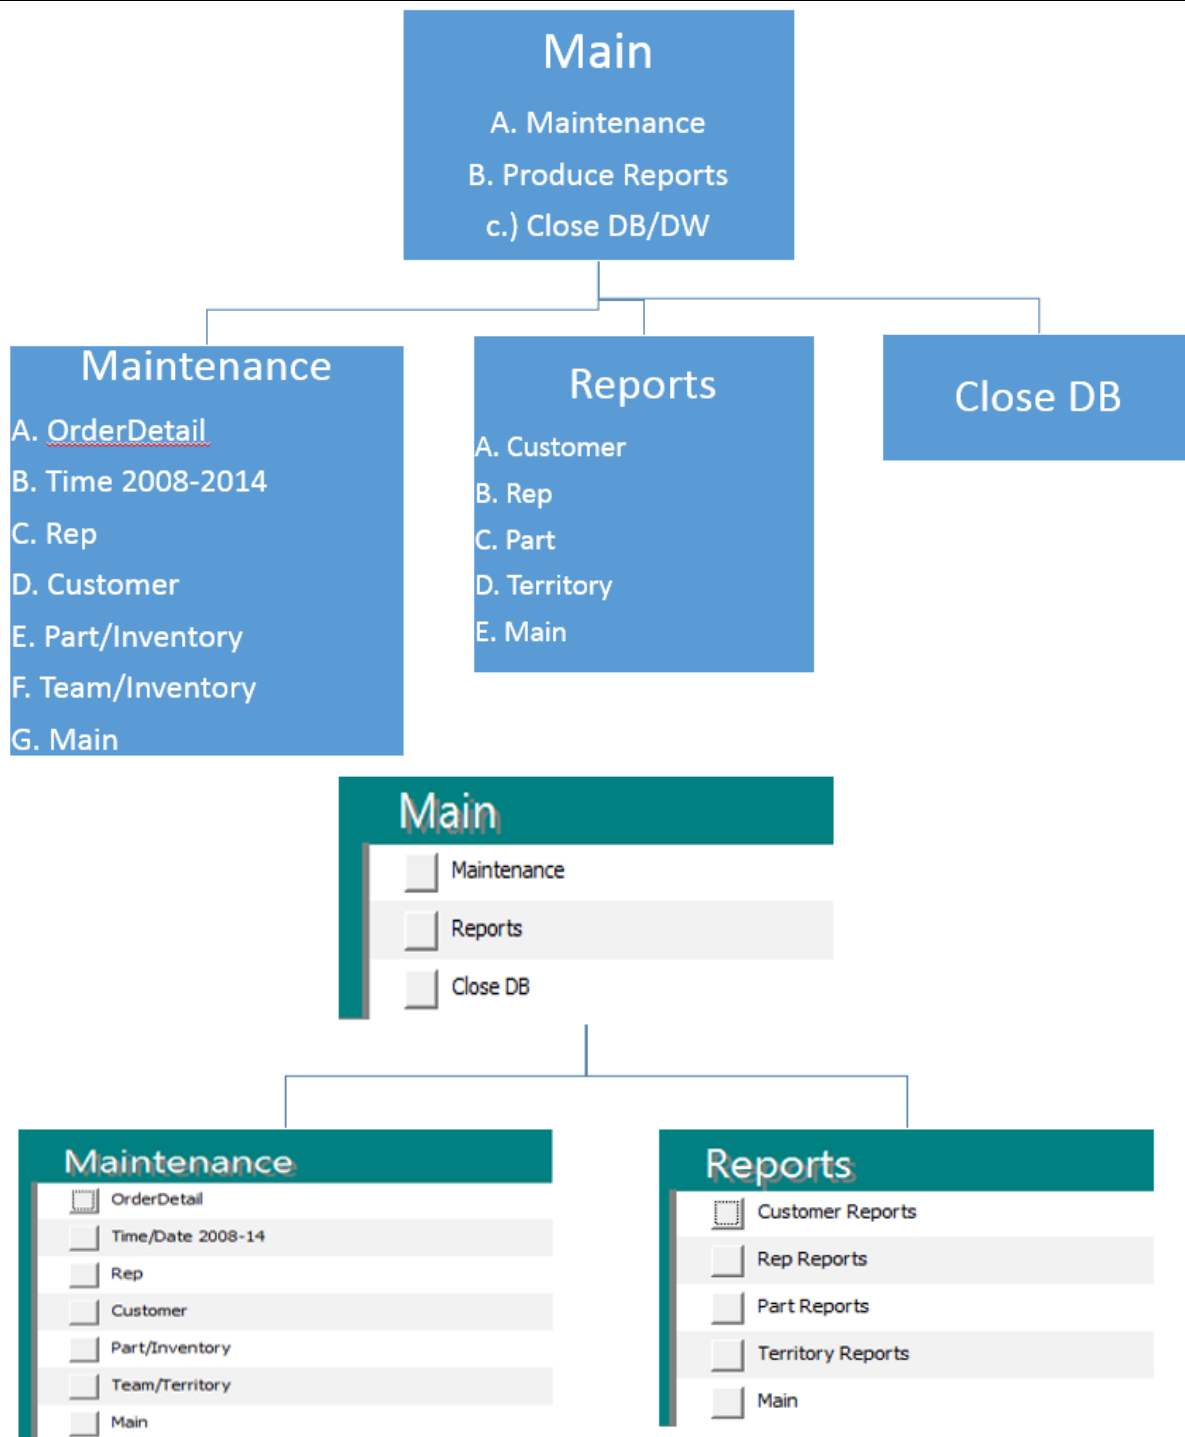 Main
A. Maintenance
B. Produce Reports
c.) Close DB/DW
Maintenance
A. OrderDetail
B. Time 2008-2014
C. Rep
D. Customer
E. Part/Inventory
F. Team/Inventory
G. Main
Reports
A. Customer
B. Rep
C. Part
D. Territory
E. Main
Close DB
Main
Maintenance
Reports
Close DB
Maintenance
OrderDetail
Time/Date 2008-14
Rep
Customer
Part/Inventory
Team/Territory
Main
Reports
Customer Reports
Rep Reports
Part Reports
Territory Reports
Main